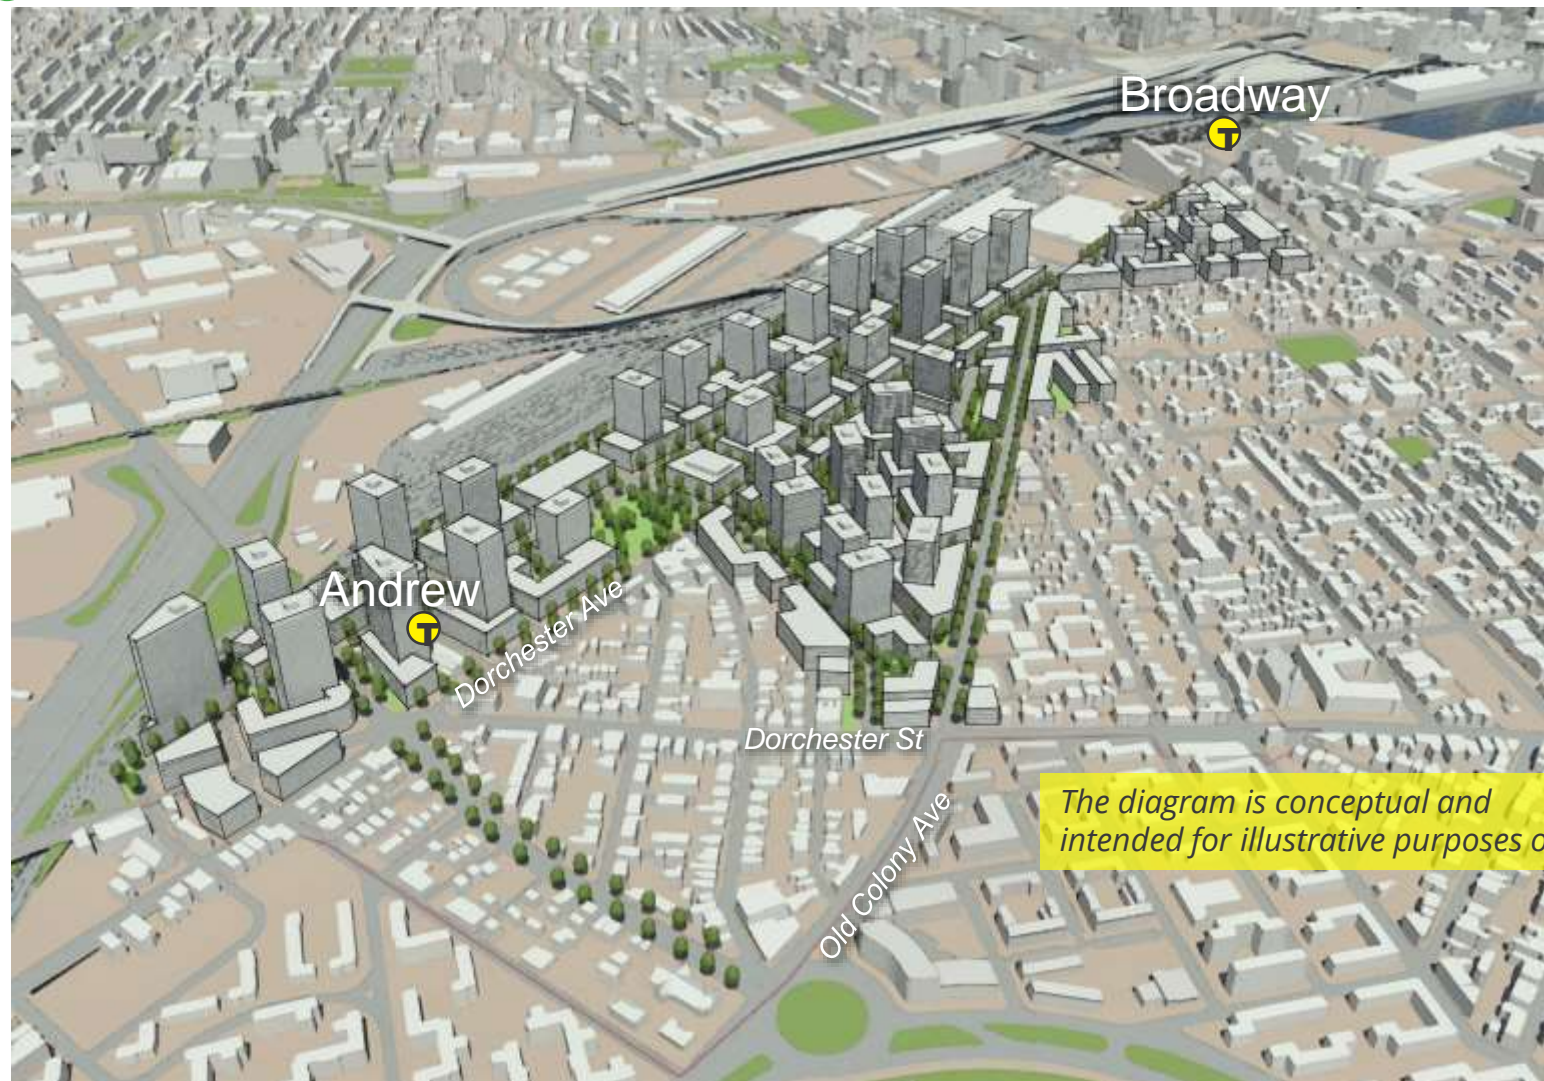 Broadway
T
Andrew
T
Dorchester Ave
Dorchester St
Old Colony Ave
The diagram is conceptual and
intended for illustrative purposes